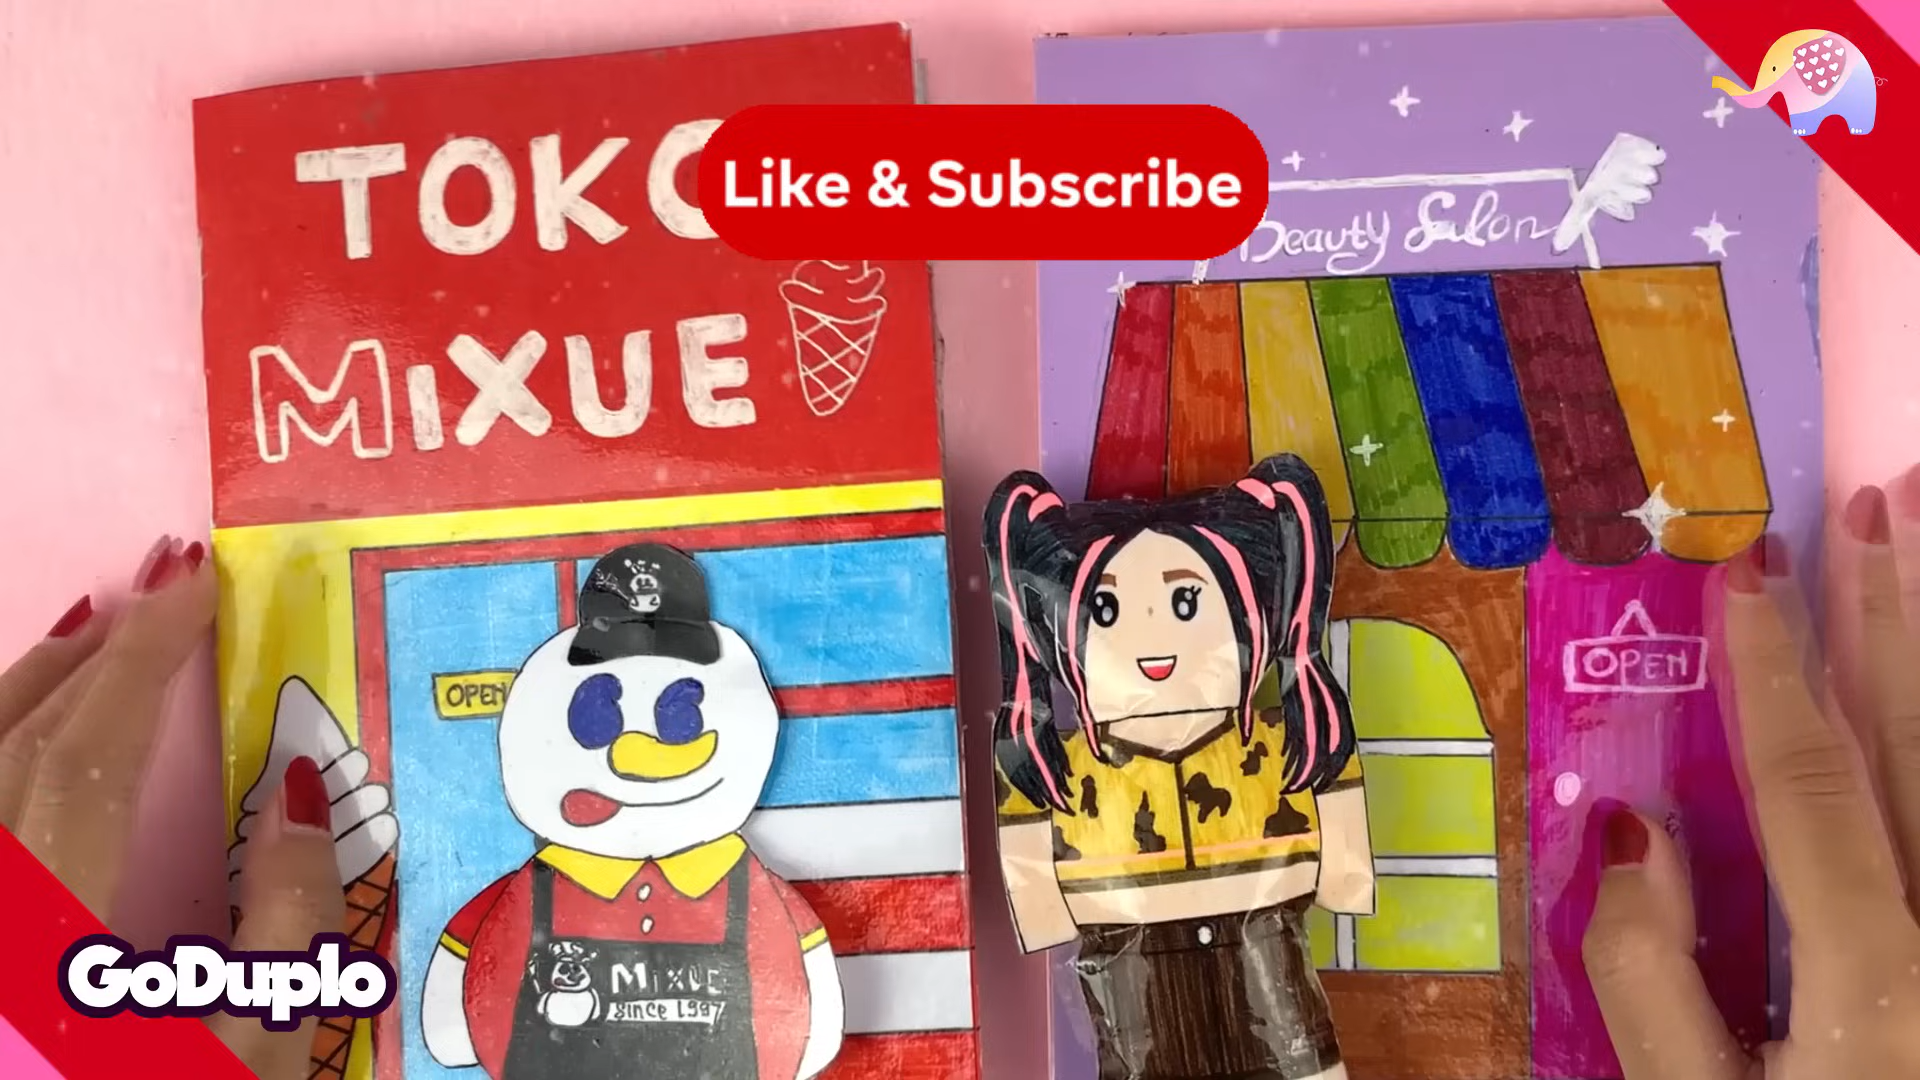 TOKO
MiXUE
Like & Subscribe
Beauty Salon
OPEN
OPEN
MiXUE
Since 1997
GoDuplo